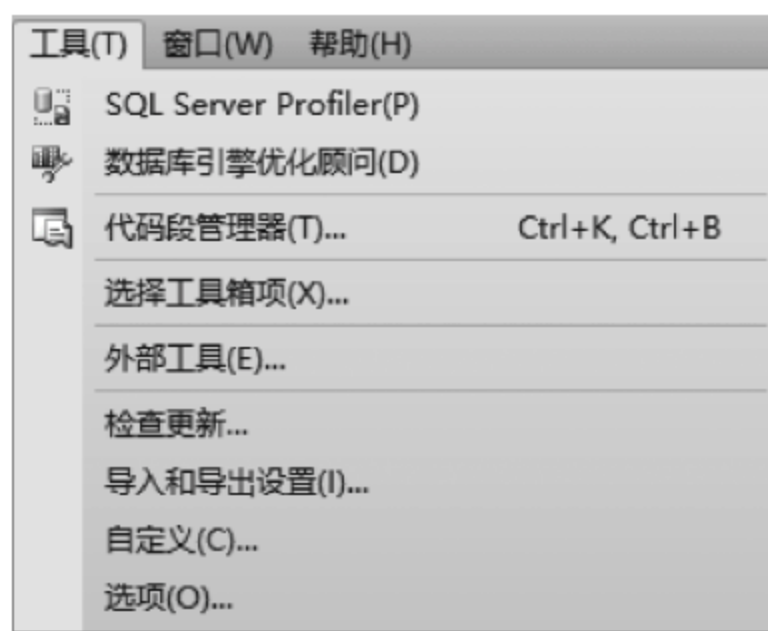 工具(T) 窗口(W) 帮助(H)
SQL Server Profiler(P)
数据库引擎优化顾问(D)
代码段管理器(T)... Ctrl+K, Ctrl+B
选择工具箱项(X)...
外部工具(E)...
检查更新...
导入和导出设置(I)...
自定义(C)...
选项(O)...